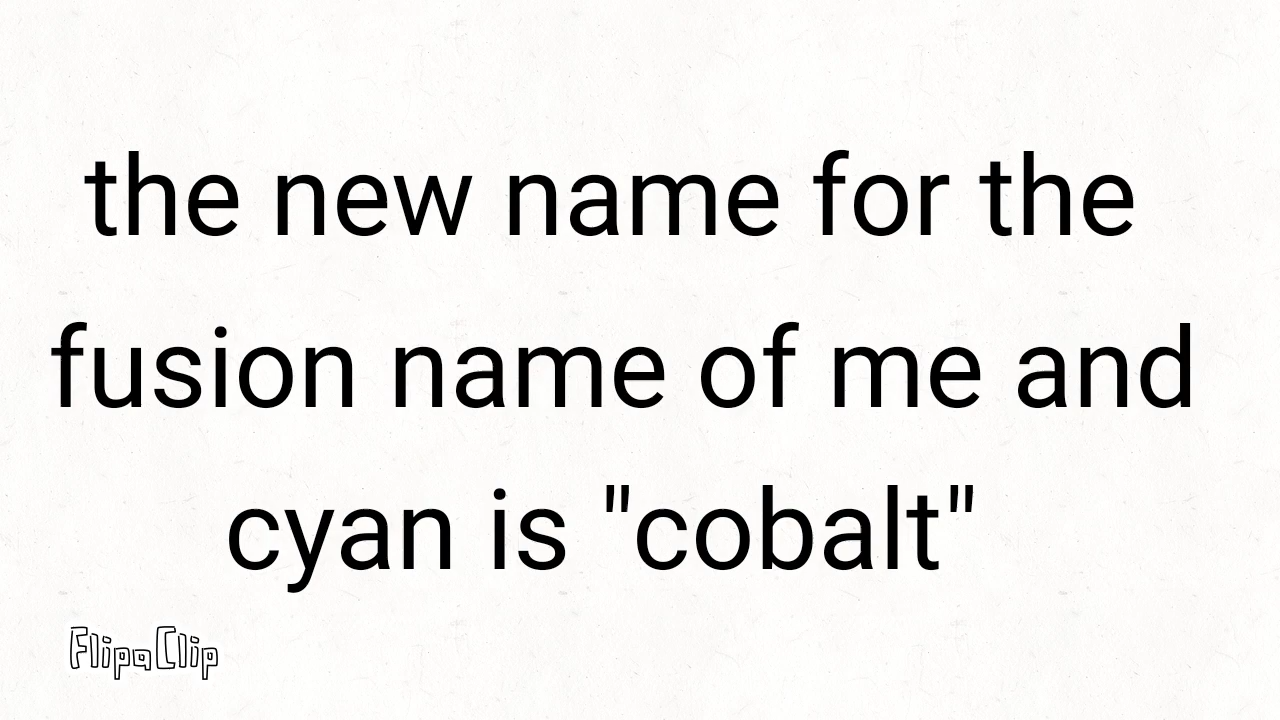 the new name for the
fusion name of me and
cyan is "cobalt"
FlipaClip